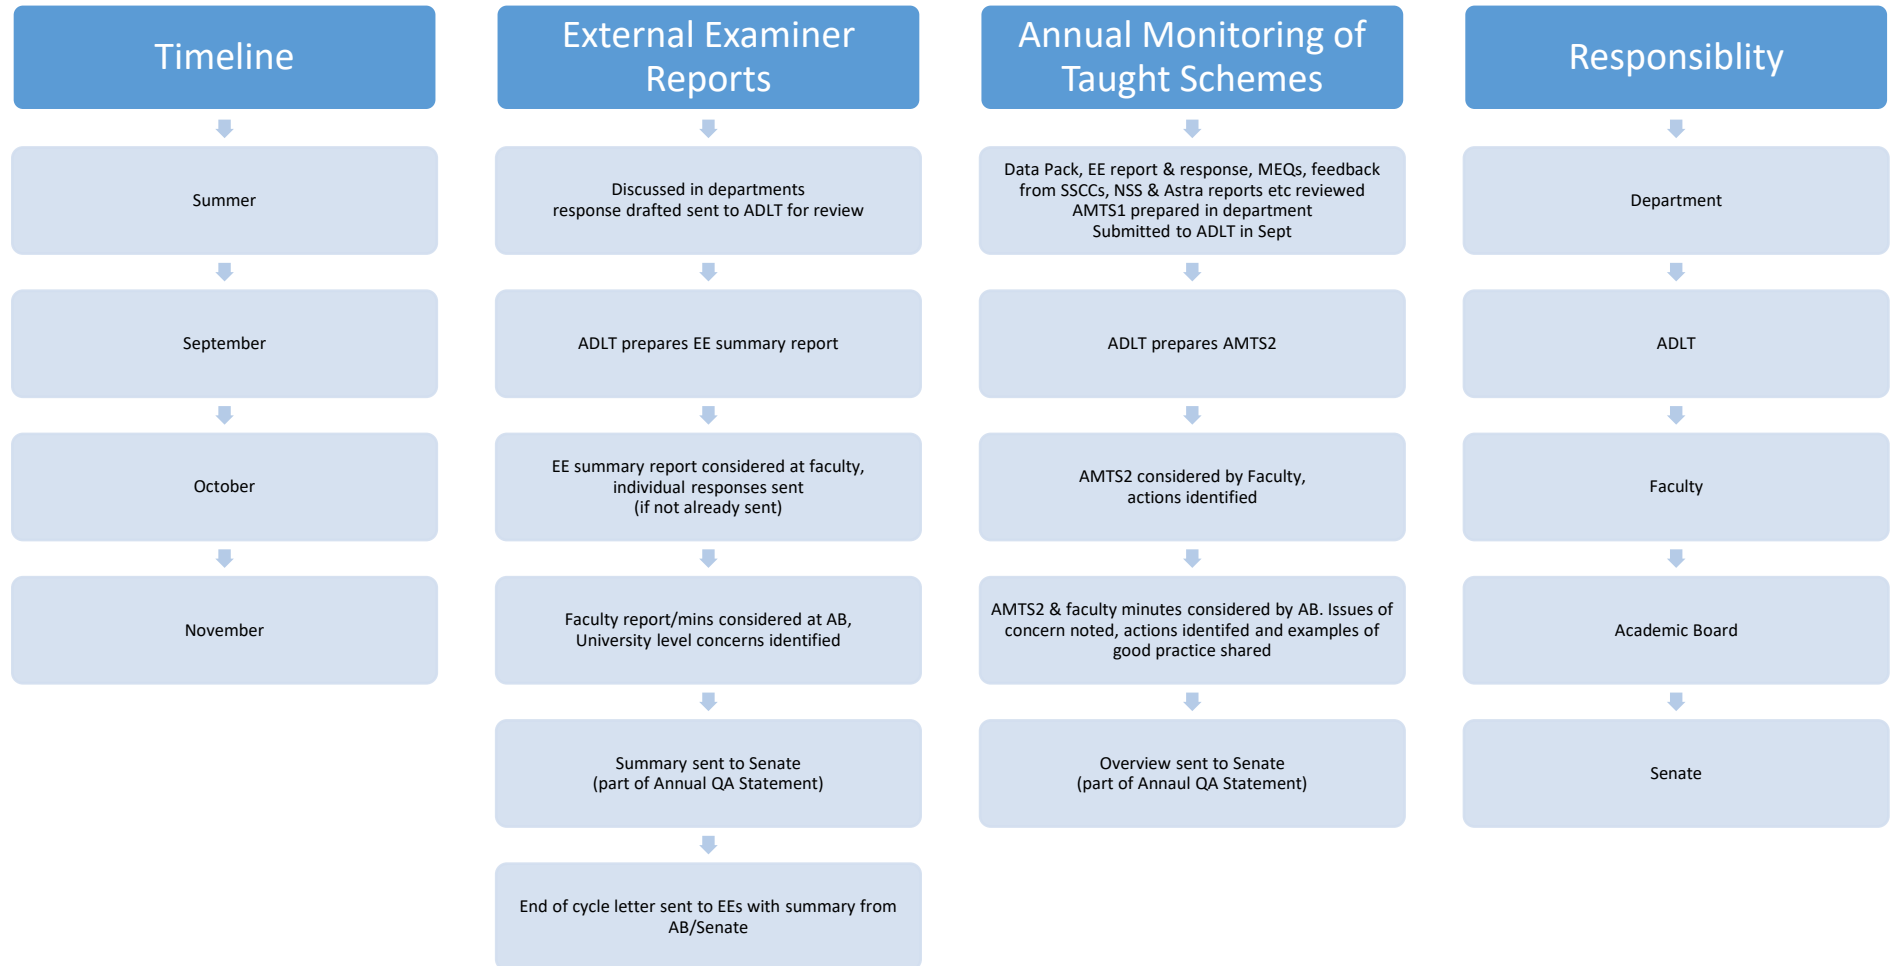 Timeline
Summer
September
October
November
External Examiner
Reports
Discussed in departments
response drafted sent to ADLT for review
ADLT prepares EE summary report
EE summary report considered at faculty,
individual responses sent
(if not already sent)
Faculty report/mins considered at AB,
University level concerns identified
Summary sent to Senate
(part of Annual QA Statement)
End of cycle letter sent to EEs with summary from
AB/Senate
Annual Monitoring of
Taught Schemes
Data Pack, EE report & response, MEQs, feedback
from SSCCs, NSS & Astra reports etc reviewed
AMTS1 prepared in department
Submitted to ADLT in Sept
ADLT prepares AMTS2
AMTS2 considered by Faculty,
actions identified
AMTS2 & faculty minutes considered by AB. Issues of
concern noted, actions identifed and examples of
good practice shared
Overview sent to Senate
(part of Annaul QA Statement)
Responsiblity
Department
ADLT
Faculty
Academic Board
Senate